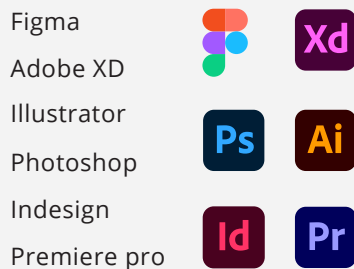 Figma
Adobe XD
Illustrator
Photoshop
Indesign
Premiere pro
Xd
Ps
Ai
Id
Pr